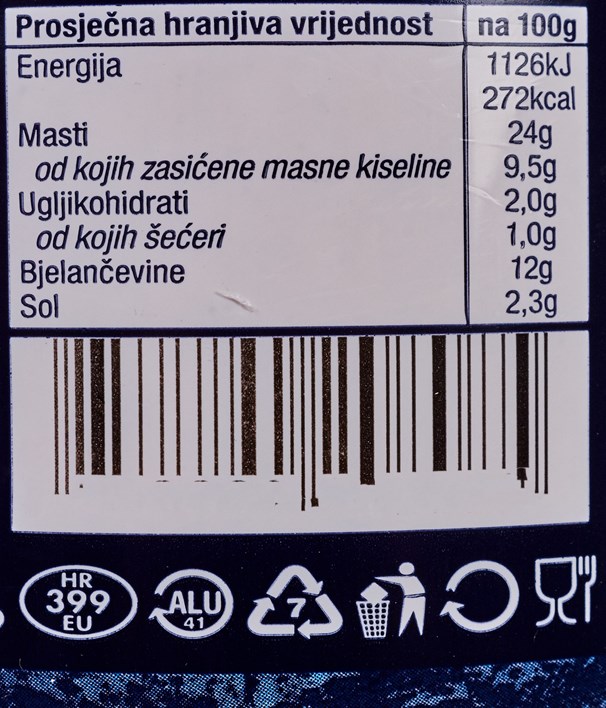 Prosječna hranjiva vrijednost na 100g
Energija 1126kJ
272kcal
Masti 24g
od kojih zasićene masne kiseline 9,5g
Ugljikohidrati 2,0g
od kojih šećeri 1,0g
Bjelančevine 12g
Sol 2,3g
HR
399
EU
ALU
41
7